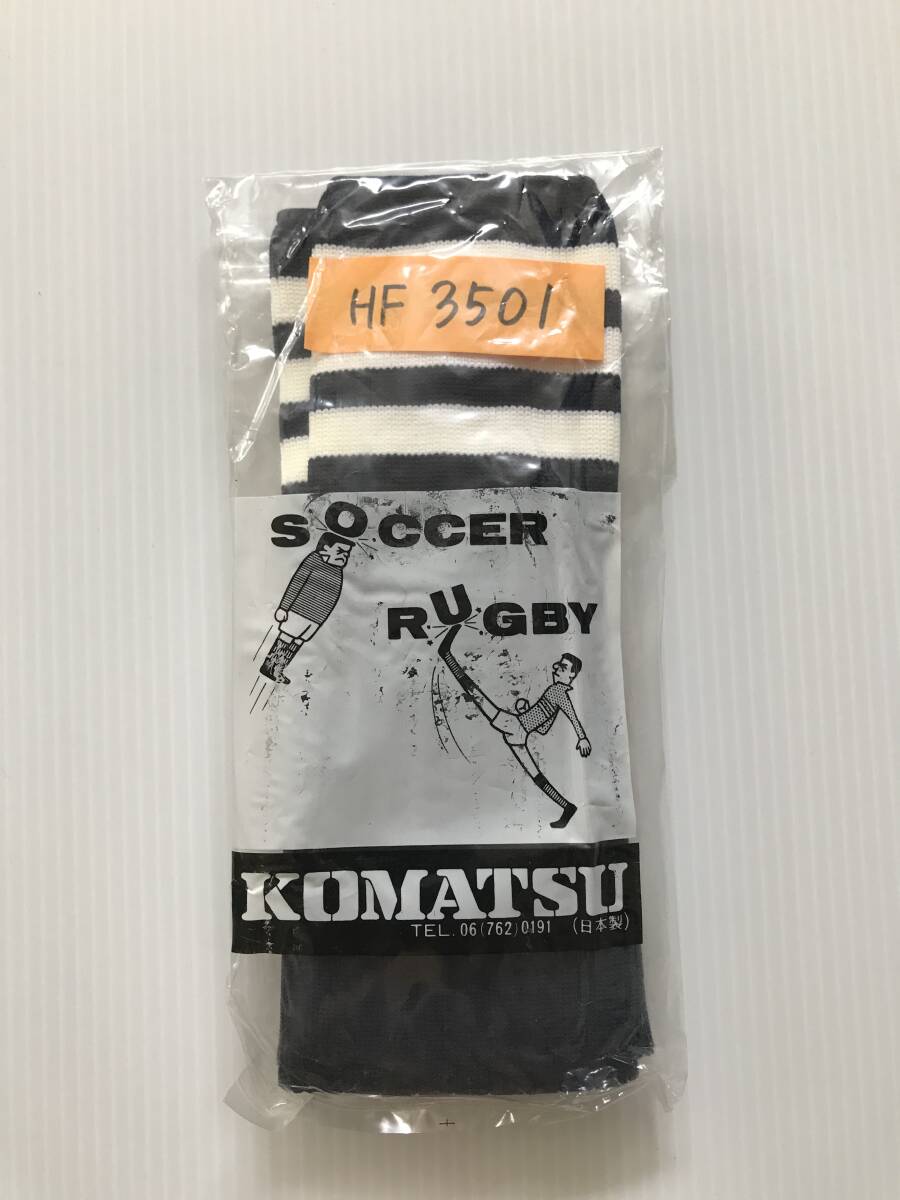 HF 3501
SOCCER
RUGBY
KOMATSU
TEL. 06(762)0191 (日本製)